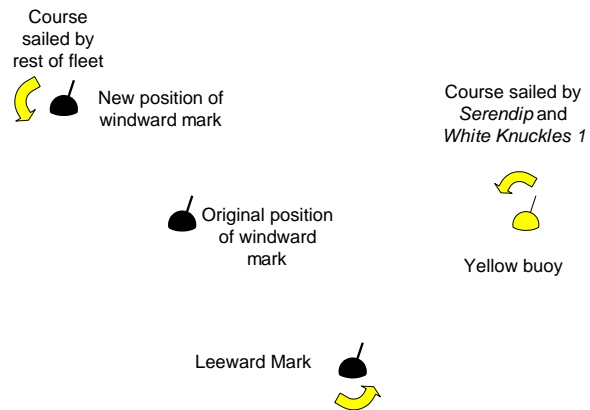 Course
sailed by
rest of fleet
New position of
windward mark
Course sailed by
Serendip and
White Knuckles 1
Original position
of windward
mark
Yellow buoy
Leeward Mark